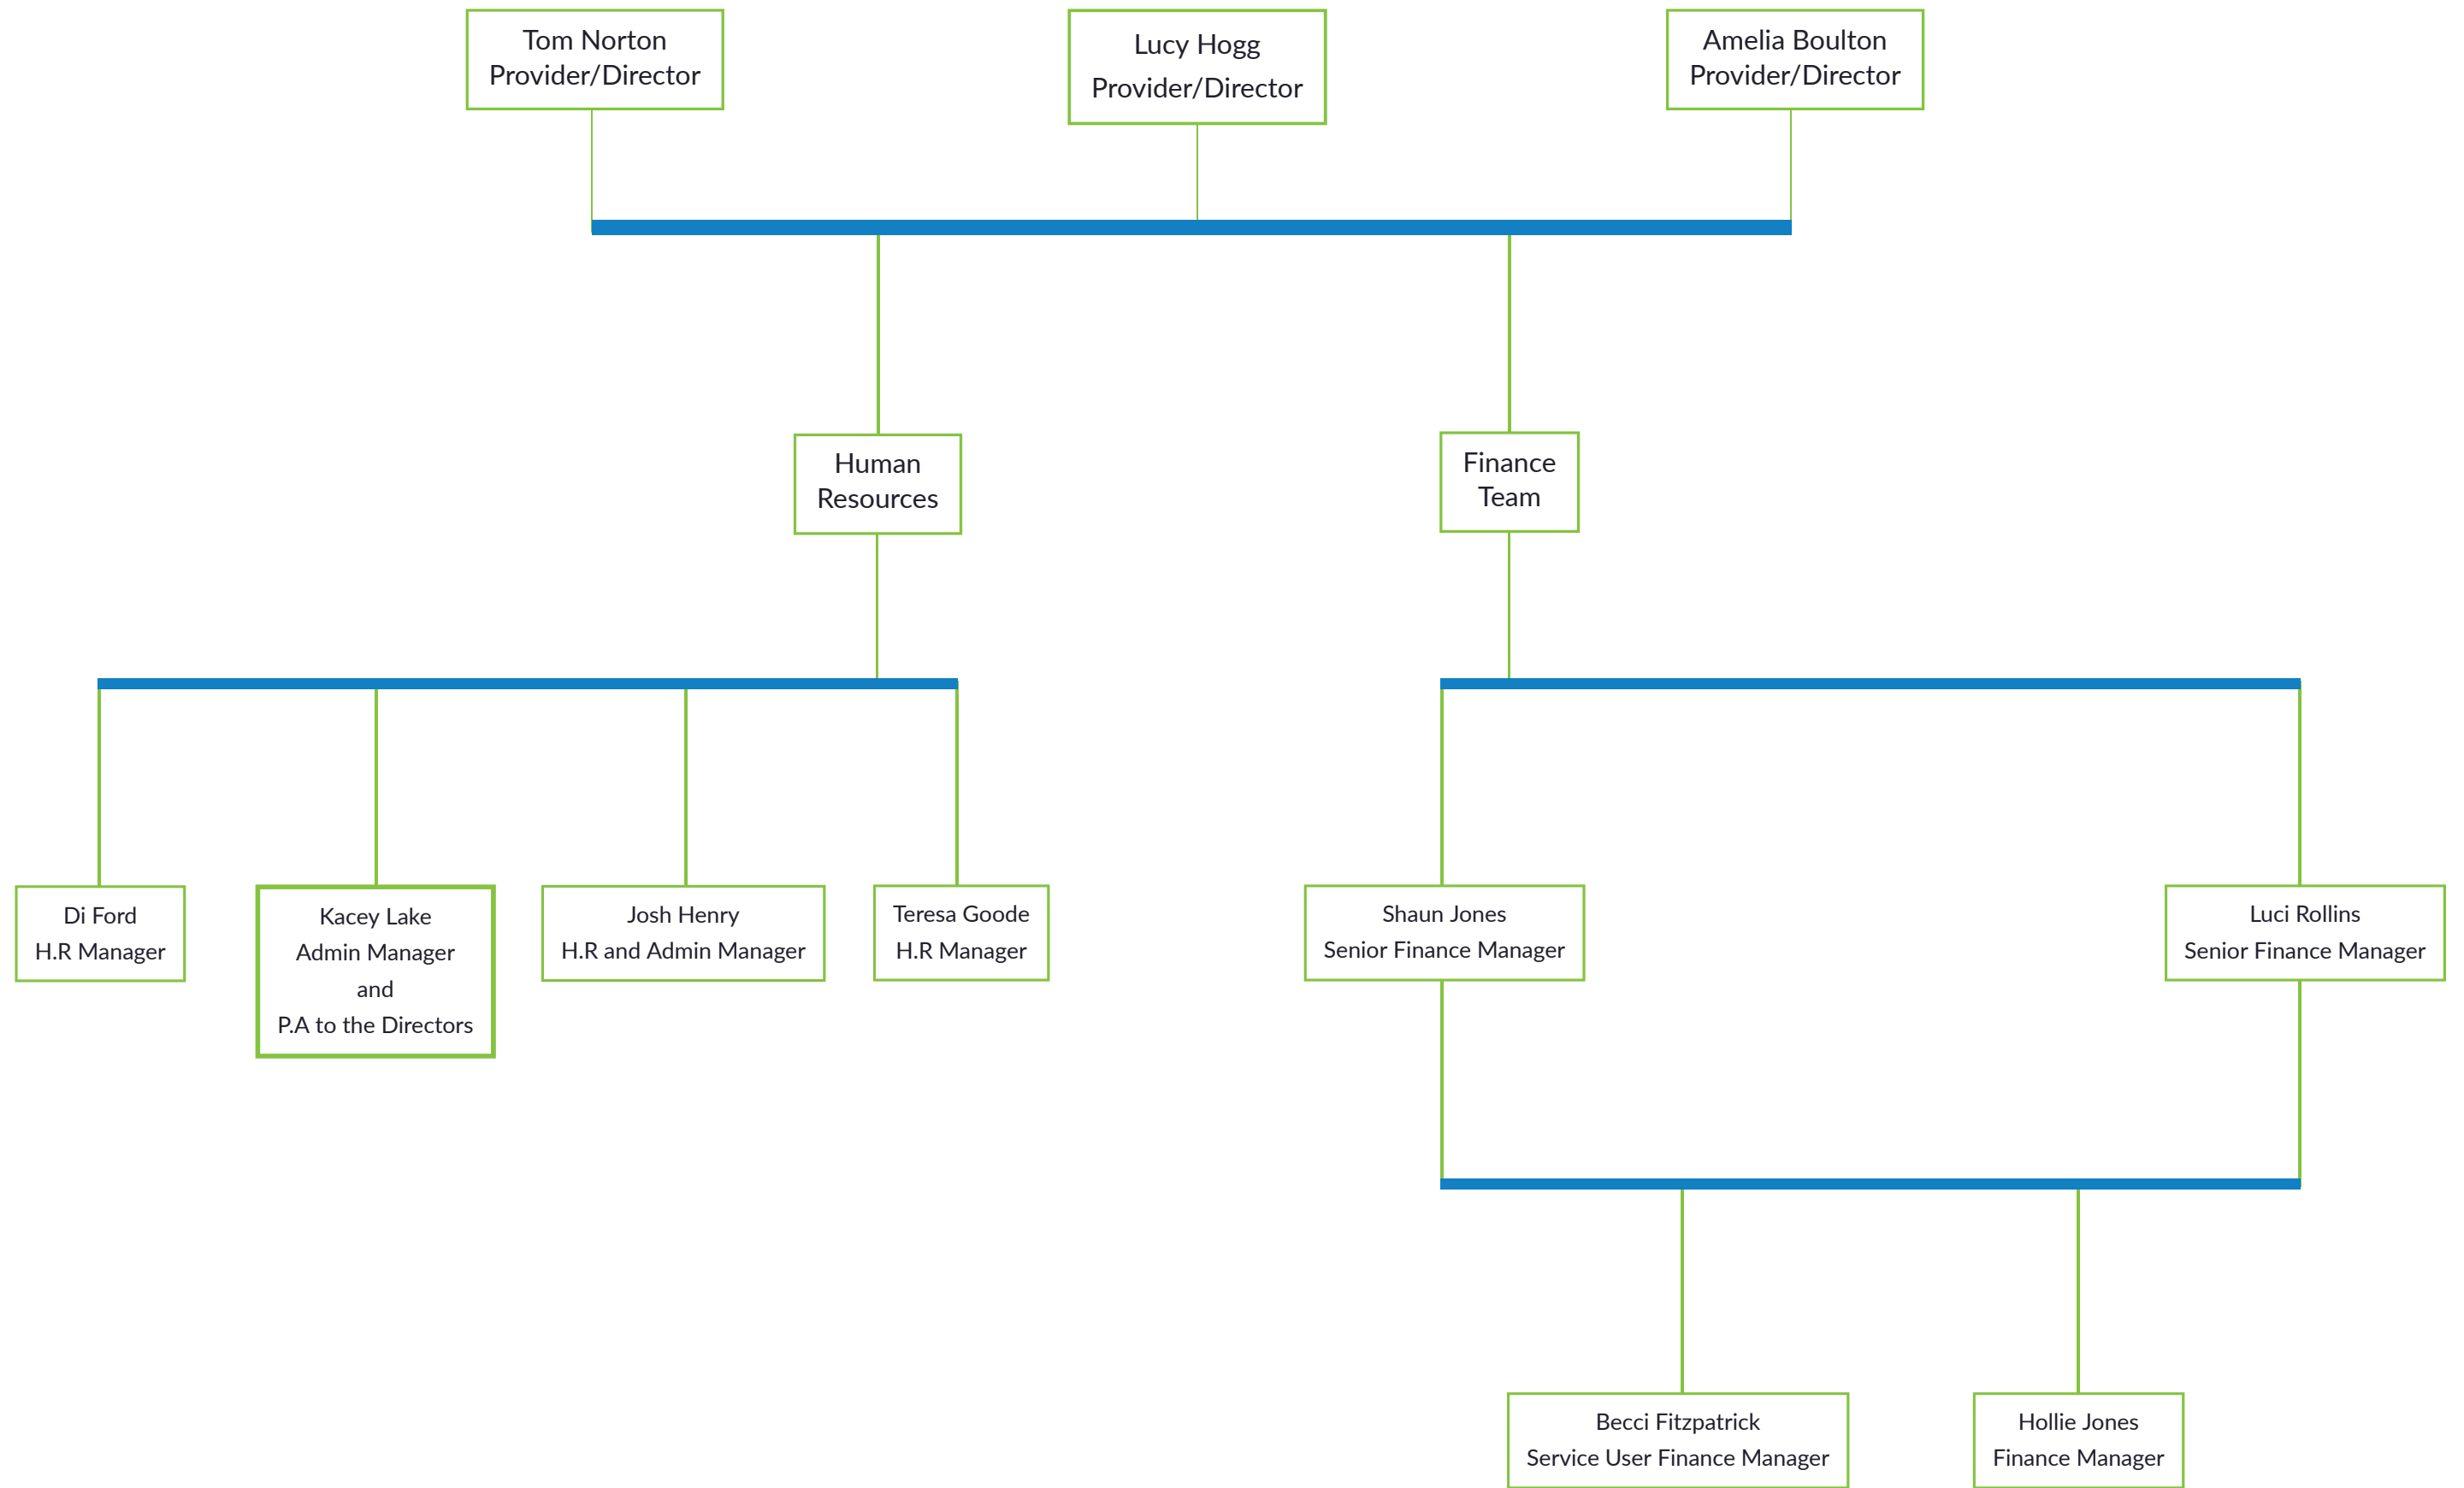 Tom Norton
Provider/Director
Lucy Hogg
Provider/Director
Amelia Boulton
Provider/Director
Human
Resources
Finance
Team
Di Ford
H.R Manager
Kacey Lake
Admin Manager
and
P.A to the Directors
Josh Henry
H.R and Admin Manager
Teresa Goode
H.R Manager
Shaun Jones
Senior Finance Manager
Luci Rollins
Senior Finance Manager
Becci Fitzpatrick
Service User Finance Manager
Hollie Jones
Finance Manager